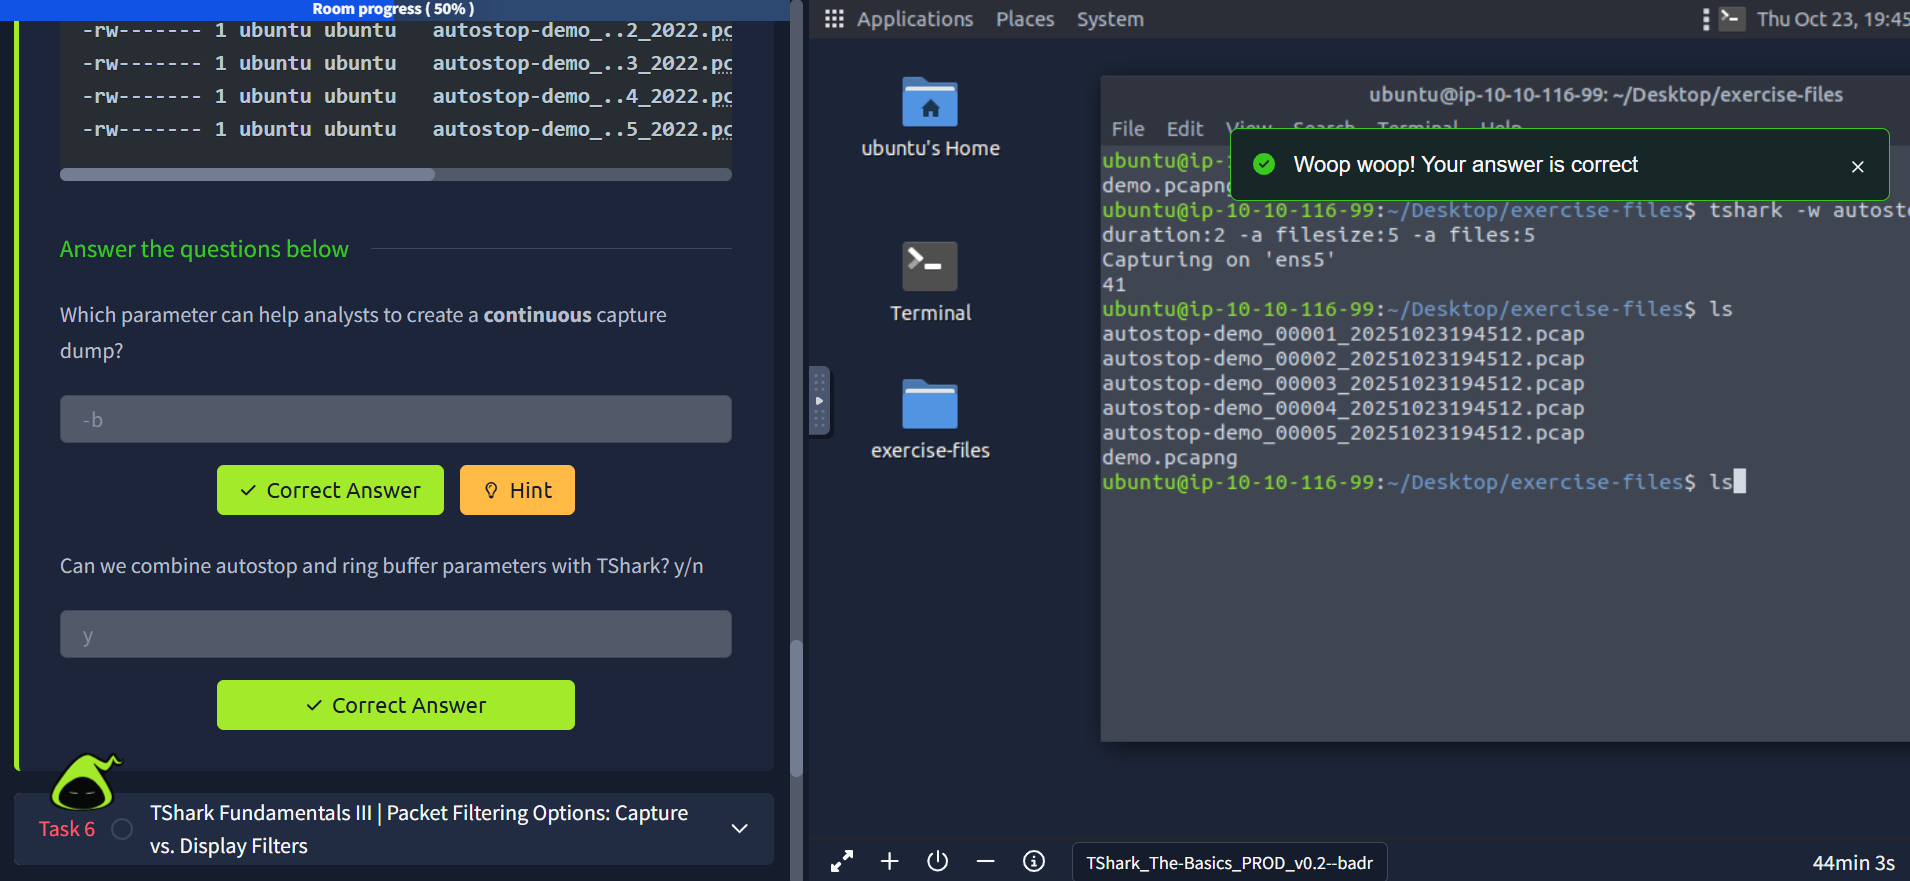 Room progress ( 50% )
-rw------- 1 ubuntu ubuntu autostop-demo_..2_2022.pc
-rw------- 1 ubuntu ubuntu autostop-demo_..3_2022.pc
-rw------- 1 ubuntu ubuntu autostop-demo_..4_2022.pc
-rw------- 1 ubuntu ubuntu autostop-demo_..5_2022.pc
Answer the questions below
Which parameter can help analysts to create a continuous capture
dump?
-b
Correct Answer
Hint
Can we combine autostop and ring buffer parameters with TShark? y/n
y
Correct Answer
Task 6
TShark Fundamentals III | Packet Filtering Options: Capture
vs. Display Filters
Applications Places System
Thu Oct 23, 19:45
ubuntu's Home
Terminal
exercise-files
ubuntu@ip-10-10-116-99: ~/Desktop/exercise-files
File Edit View Search Terminal Help
Woop woop! Your answer is correct
ubuntu@ip-
demo.pcapng
ubuntu@ip-10-10-116-99:~/Desktop/exercise-files$ tshark -w autost
duration:2 -a filesize:5 -a files:5
Capturing on 'ens5'
41
ubuntu@ip-10-10-116-99:~/Desktop/exercise-files$ ls
autostop-demo_00001_20251023194512.pcap
autostop-demo_00002_20251023194512.pcap
autostop-demo_00003_20251023194512.pcap
autostop-demo_00004_20251023194512.pcap
autostop-demo_00005_20251023194512.pcap
demo.pcapng
ubuntu@ip-10-10-116-99:~/Desktop/exercise-files$ ls
TShark_The-Basics_PROD_v0.2--badr
44min 3s